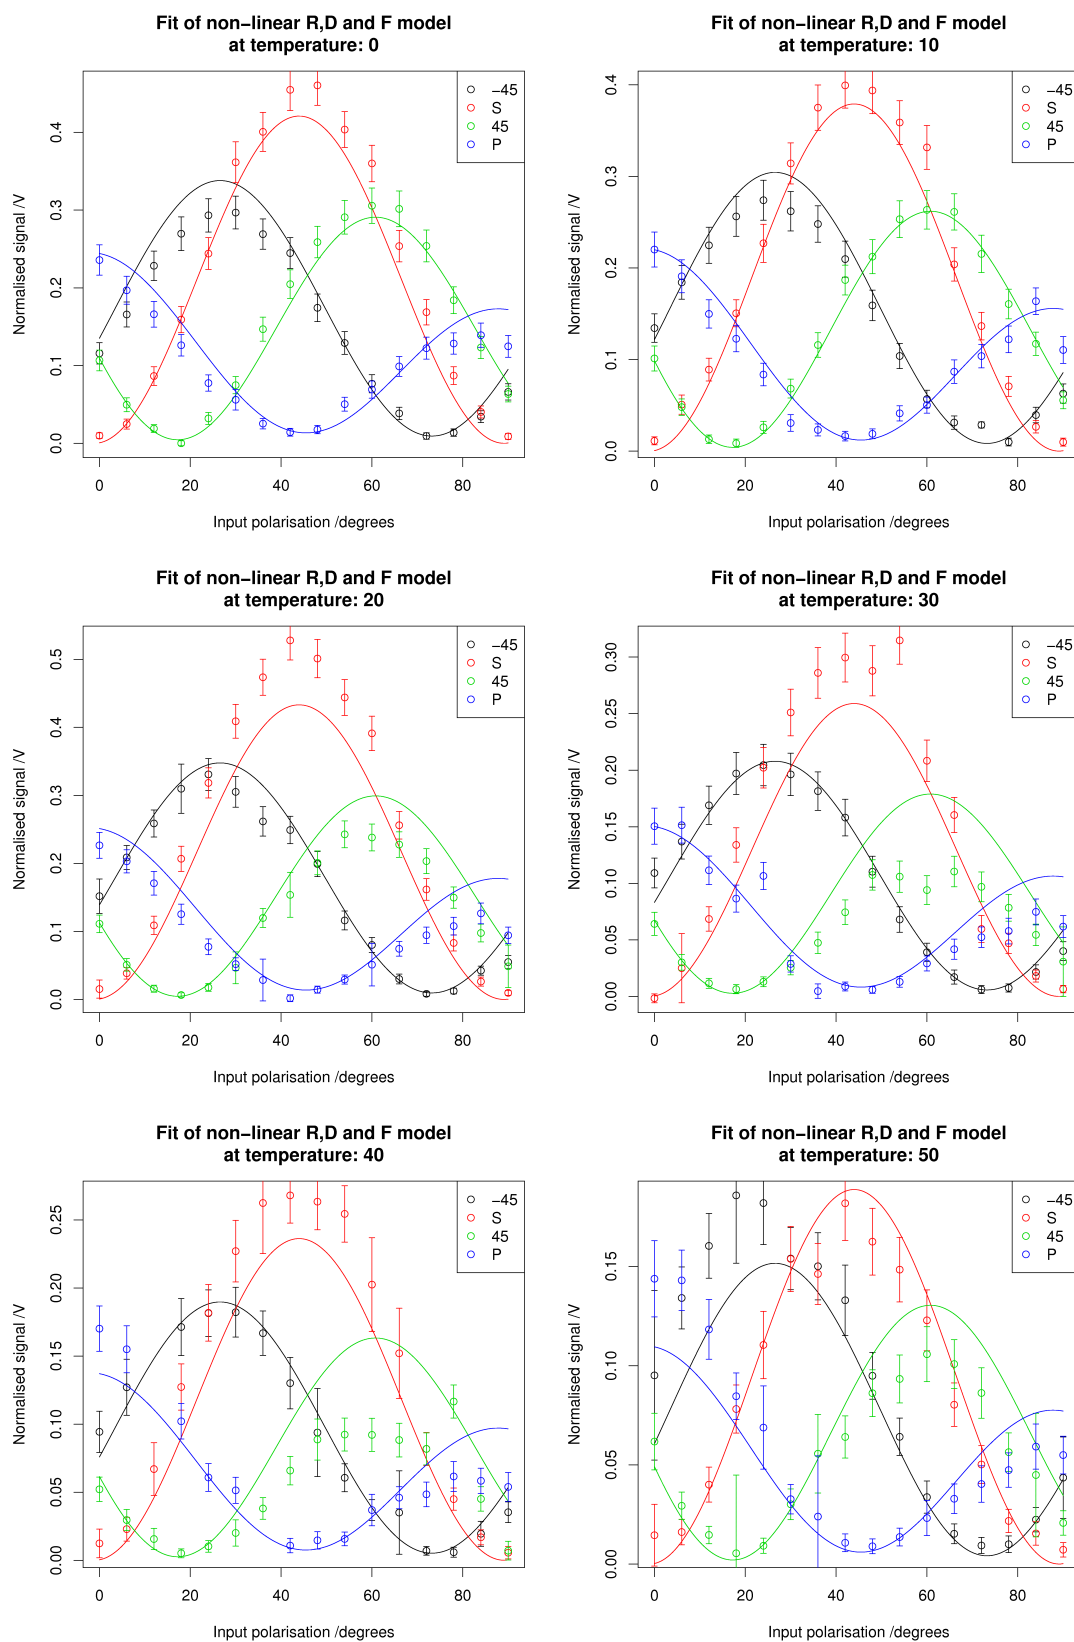 Fit of non−linear R,D and F model
at temperature: 0
Normalised signal /V
0.0 0.1 0.2 0.3 0.4
0 20 40 60 80
Input polarisation /degrees
−45
S
45
P
Fit of non−linear R,D and F model
at temperature: 10
Normalised signal /V
0.0 0.1 0.2 0.3 0.4
0 20 40 60 80
Input polarisation /degrees
−45
S
45
P
Fit of non−linear R,D and F model
at temperature: 20
Normalised signal /V
0.0 0.1 0.2 0.3 0.4 0.5
0 20 40 60 80
Input polarisation /degrees
−45
S
45
P
Fit of non−linear R,D and F model
at temperature: 30
Normalised signal /V
0.00 0.05 0.10 0.15 0.20 0.25 0.30
0 20 40 60 80
Input polarisation /degrees
−45
S
45
P
Fit of non−linear R,D and F model
at temperature: 40
Normalised signal /V
0.00 0.05 0.10 0.15 0.20 0.25
0 20 40 60 80
Input polarisation /degrees
−45
S
45
P
Fit of non−linear R,D and F model
at temperature: 50
Normalised signal /V
0.00 0.05 0.10 0.15
0 20 40 60 80
Input polarisation /degrees
−45
S
45
P